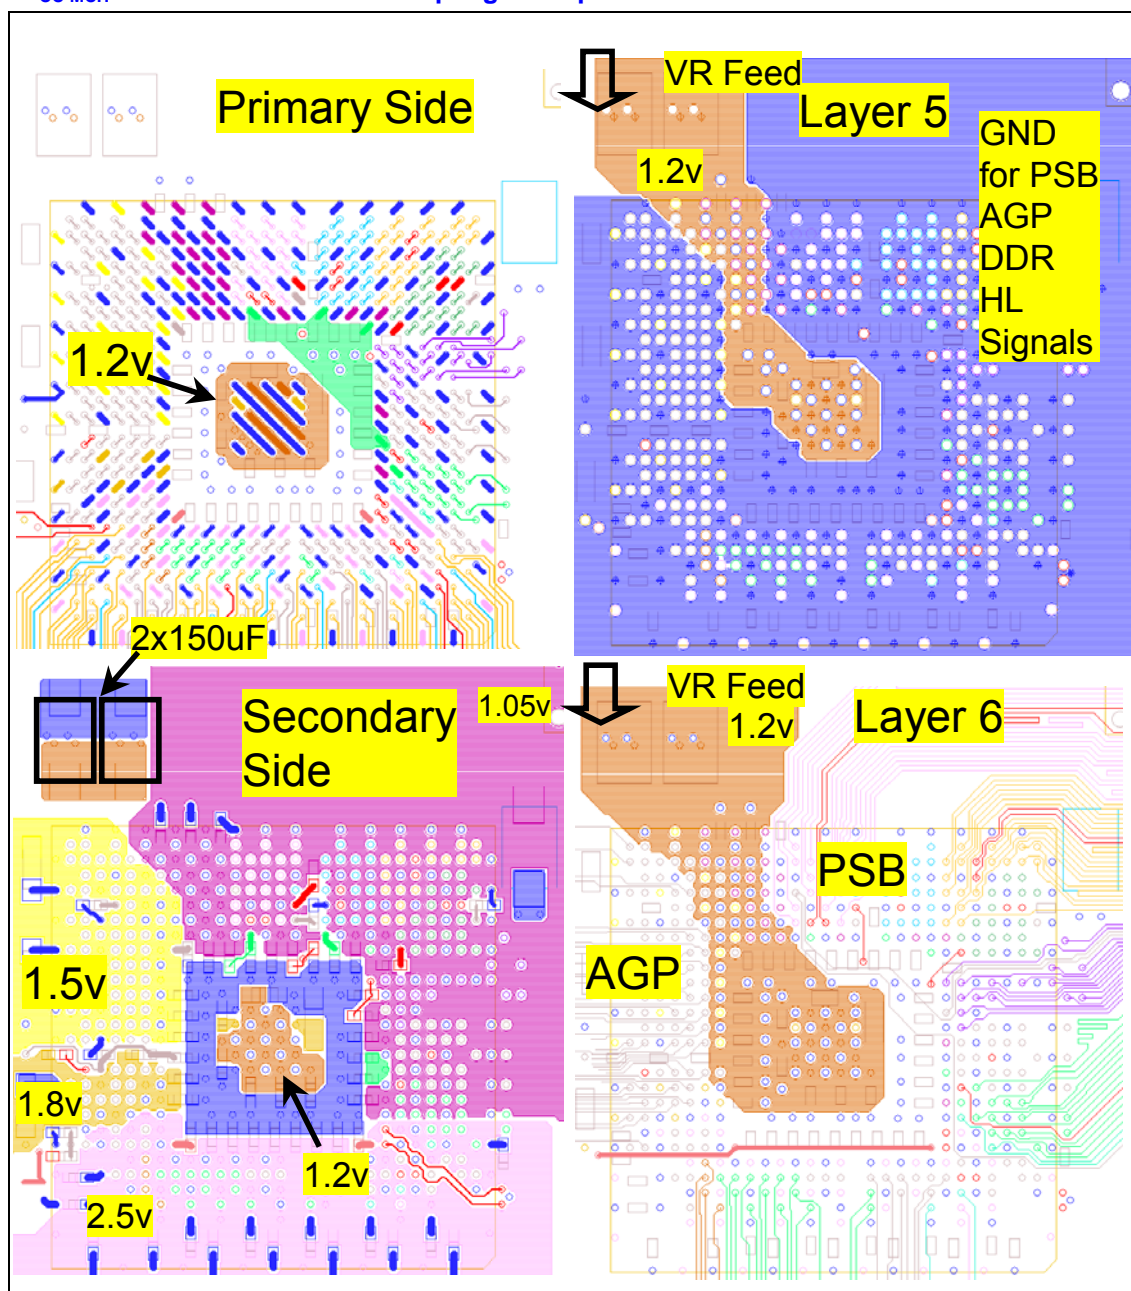 Primary Side
VR Feed
Layer 5
1.2v
GND
for PSB
AGP
DDR
HL
Signals
1.2v
2x150uF
Secondary
Side
1.05v
VR Feed
1.2v
Layer 6
PSB
AGP
1.5v
1.8v
1.2v
2.5v